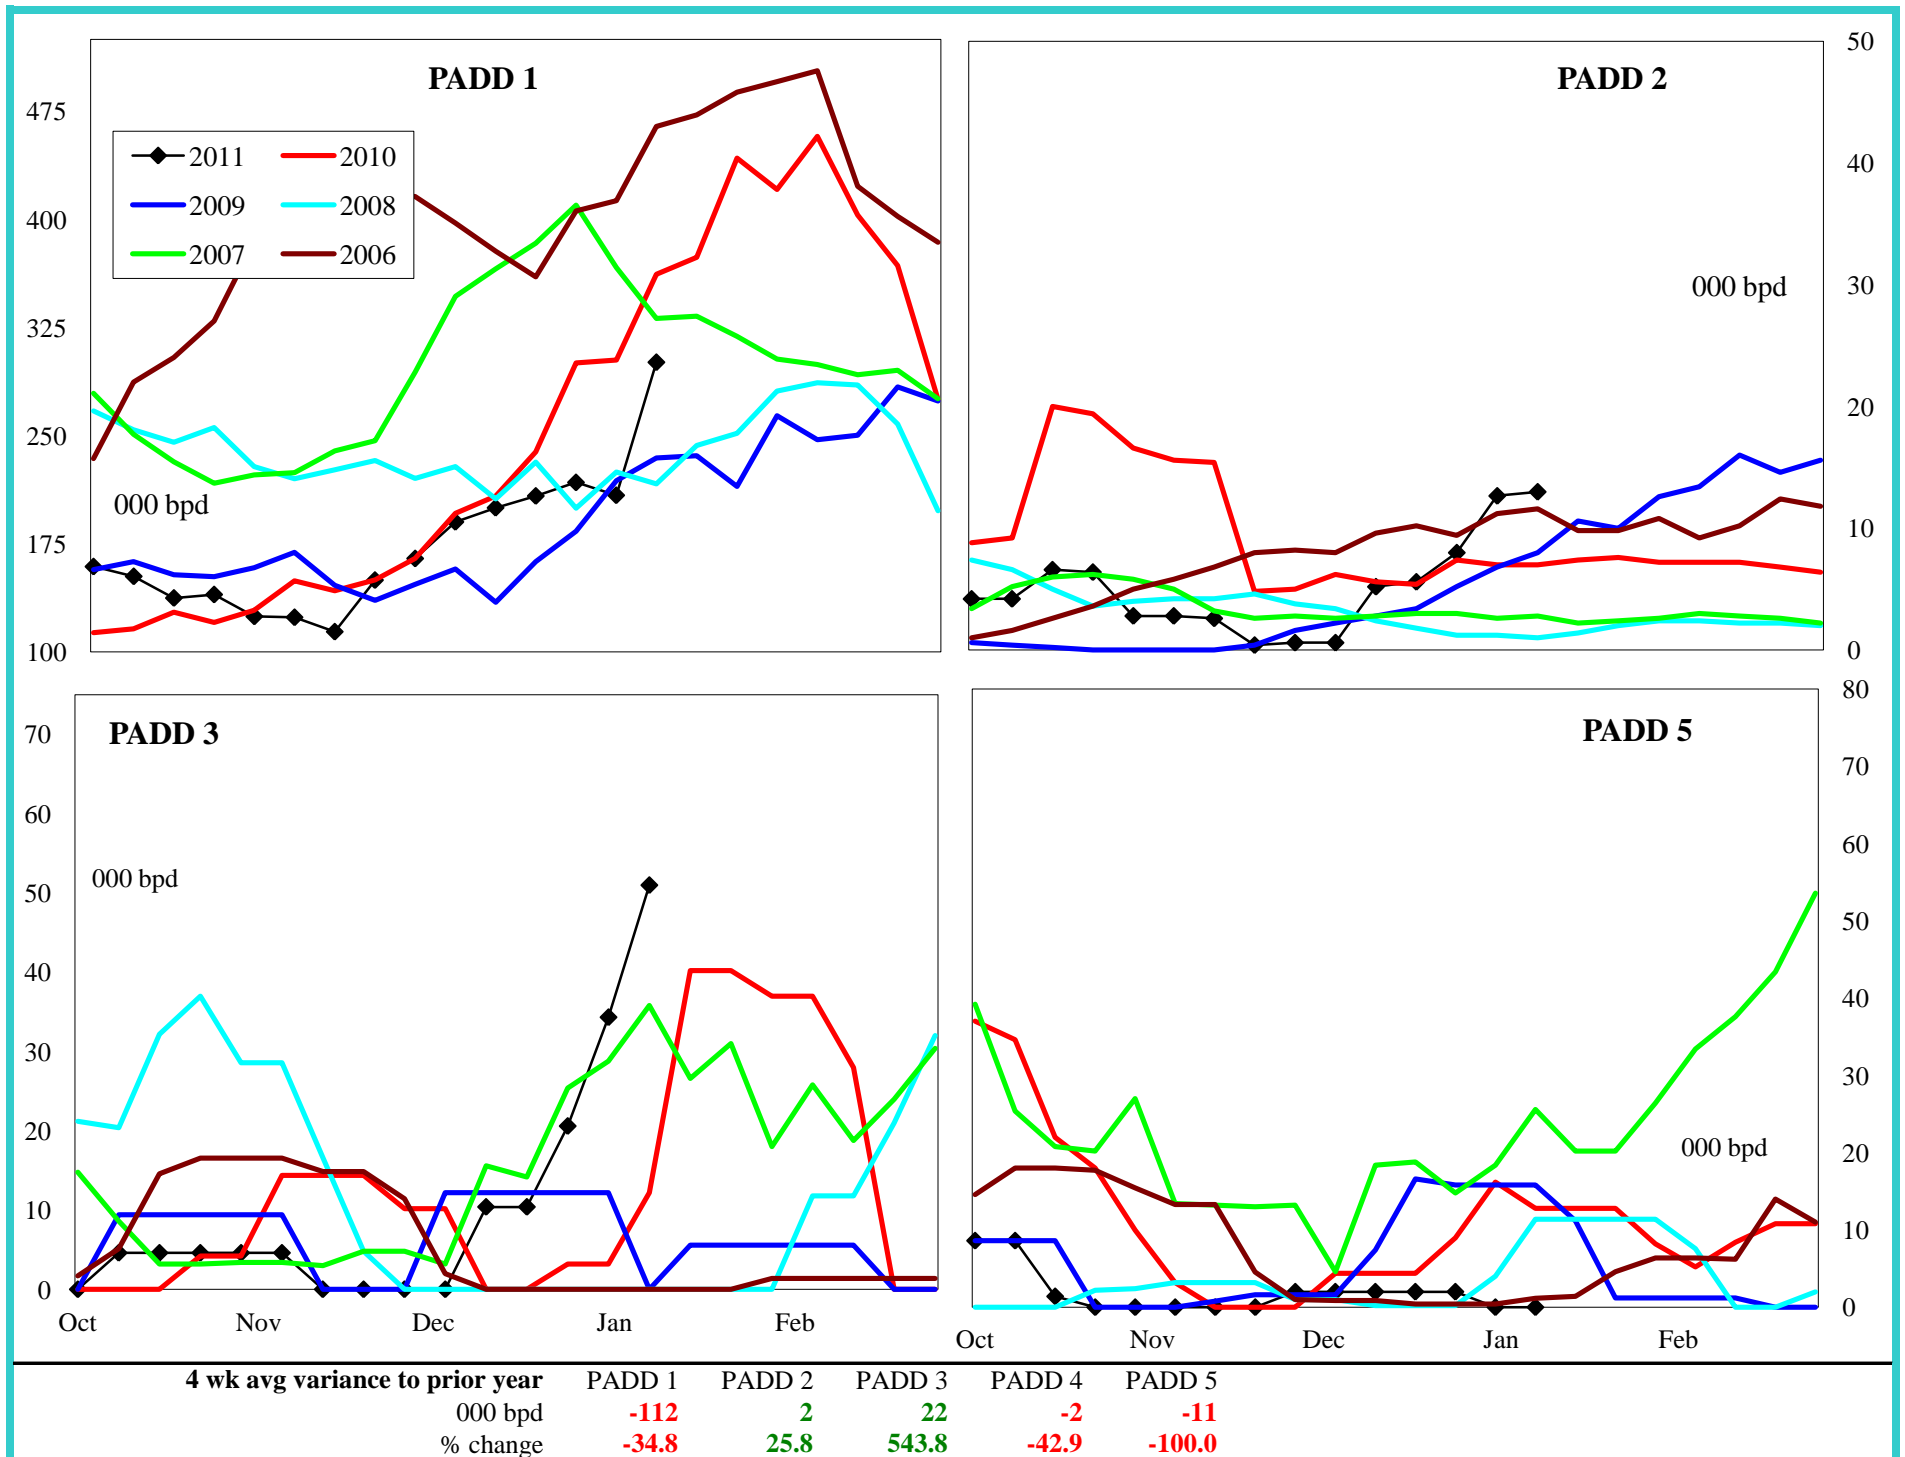 PADD 1
475
400
325
250
175
100
2011 2010
2009 2008
2007 2006
000 bpd
PADD 2
50
40
30
20
10
0
000 bpd
PADD 3
70
60
50
40
30
20
10
0
000 bpd
Oct Nov Dec Jan Feb
PADD 5
80
70
60
50
40
30
20
10
0
000 bpd
Oct Nov Dec Jan Feb
4 wk avg variance to prior year PADD 1 PADD 2 PADD 3 PADD 4 PADD 5
000 bpd -112 2 22 -2 -11
% change -34.8 25.8 543.8 -42.9 -100.0